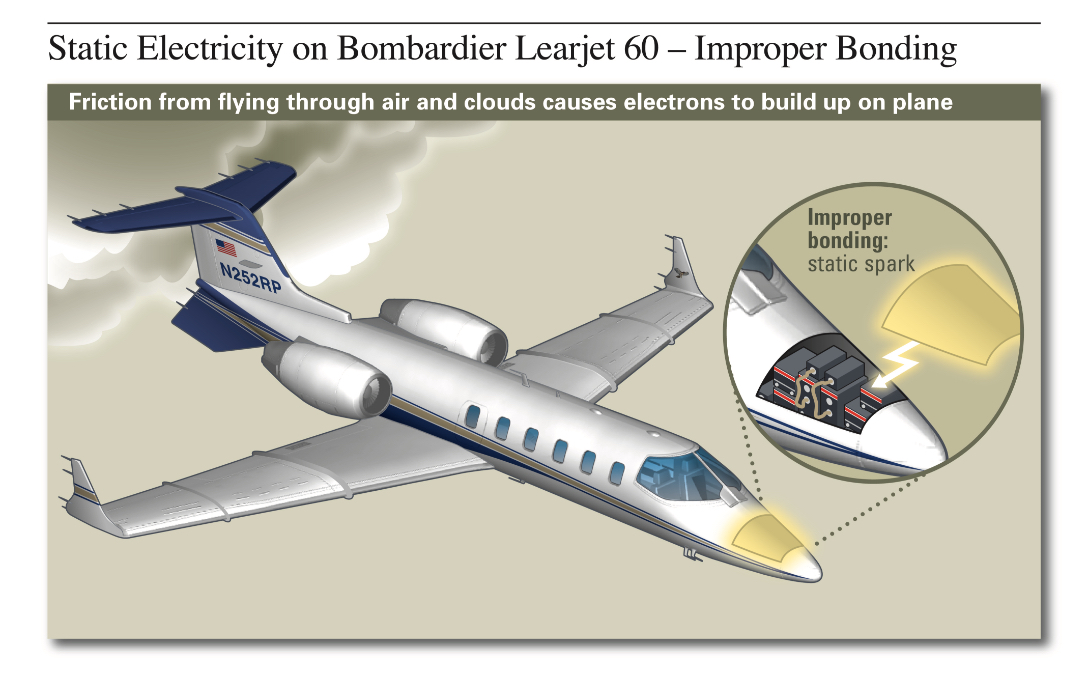 Static Electricity on Bombardier Learjet 60 – Improper Bonding
Friction from flying through air and clouds causes electrons to build up on plane
Improper
bonding:
static spark
N252RP